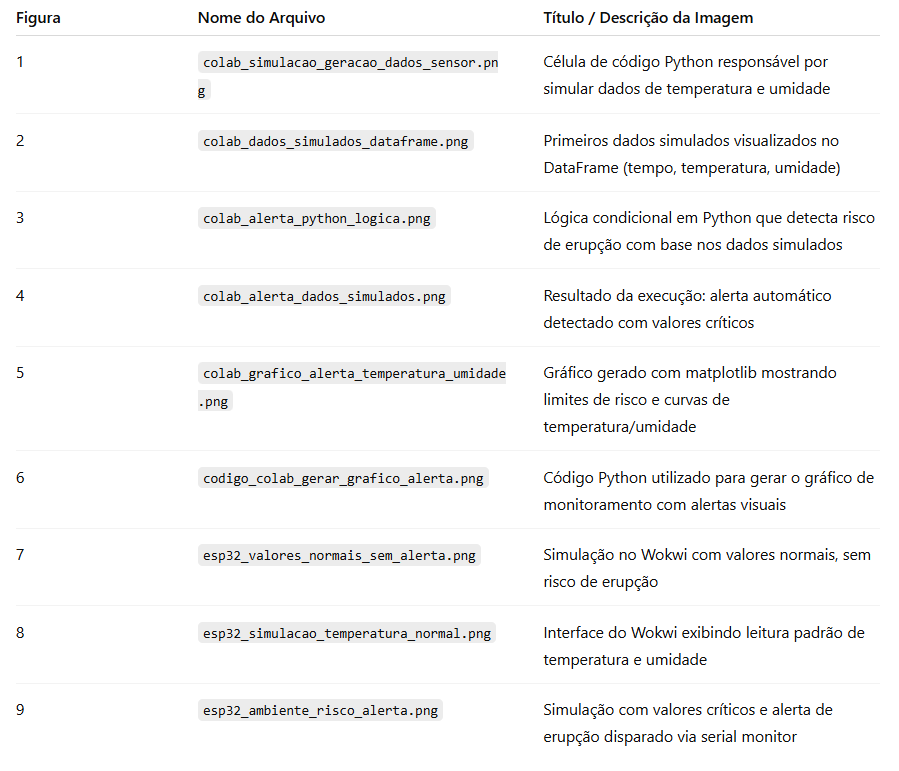 Figura Nome do Arquivo Título / Descrição da Imagem
1 colab_simulacao_geracao_dados_sensor.pn Célula de código Python responsável por
g simular dados de temperatura e umidade
2 colab_dados_simulados_dataframe.png Primeiros dados simulados visualizados no
DataFrame (tempo, temperatura, umidade)
3 colab_alerta_python_logica.png Lógica condicional em Python que detecta risco
de erupção com base nos dados simulados
4 colab_alerta_dados_simulados.png Resultado da execução: alerta automático
detectado com valores críticos
5 colab_grafico_alerta_temperatura_umidade Gráfico gerado com matplotlib mostrando
.png limites de risco e curvas de
temperatura/umidade
6 codigo_colab_gerar_grafico_alerta.png Código Python utilizado para gerar o gráfico de
monitoramento com alertas visuais
7 esp32_valores_normais_sem_alerta.png Simulação no Wokwi com valores normais, sem
risco de erupção
8 esp32_simulacao_temperatura_normal.png Interface do Wokwi exibindo leitura padrão de
temperatura e umidade
9 esp32_ambiente_risco_alerta.png Simulação com valores críticos e alerta de
erupção disparado via serial monitor